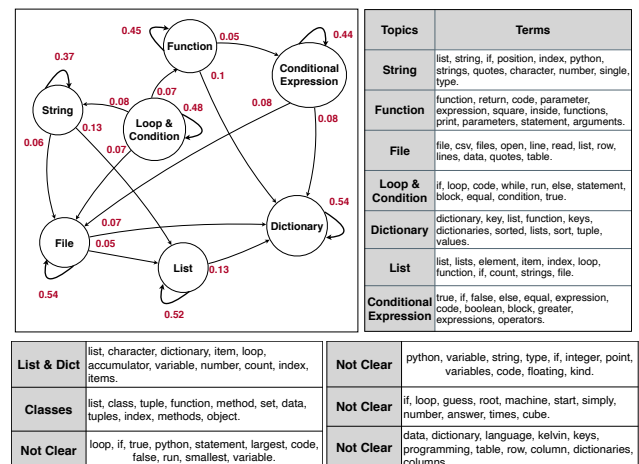 0.45
Function
0.05
0.44
Conditional
Expression
0.37
0.1
0.07
0.08
0.48
0.08
0.08
String
Loop &
Condition
0.13
0.06
0.07
0.54
Dictionary
File
0.07
0.05
List
0.13
0.54
0.52
Topics Terms
String
list, string, if, position, index, python,
strings, quotes, character, number, single,
type.
Function
function, return, code, parameter,
expression, square, inside, functions,
print, parameters, statement, arguments.
File
file, csv, files, open, line, read, list, row,
lines, data, quotes, table.
Loop &
Condition
if, loop, code, while, run, else, statement,
block, equal, condition, true.
Dictionary
dictionary, key, list, function, keys,
dictionaries, sorted, lists, sort, tuple,
values.
List
list, lists, element, item, index, loop,
function, if, count, strings, file.
Conditional
Expression
true, if, false, else, equal, expression,
code, boolean, block, greater,
expressions, operators.
List & Dict
list, character, dictionary, item, loop,
accumulator, variable, number, count, index,
items.
Classes
list, class, tuple, function, method, set, data,
tuples, index, methods, object.
Not Clear
loop, if, true, python, statement, largest, code,
false, run, smallest, variable.
Not Clear
python, variable, string, type, if, integer, point,
variables, code, floating, kind.
Not Clear
if, loop, guess, root, machine, start, simply,
number, answer, times, cube.
Not Clear
data, dictionary, language, kelvin, keys,
programming, table, row, column, dictionaries,
columns.